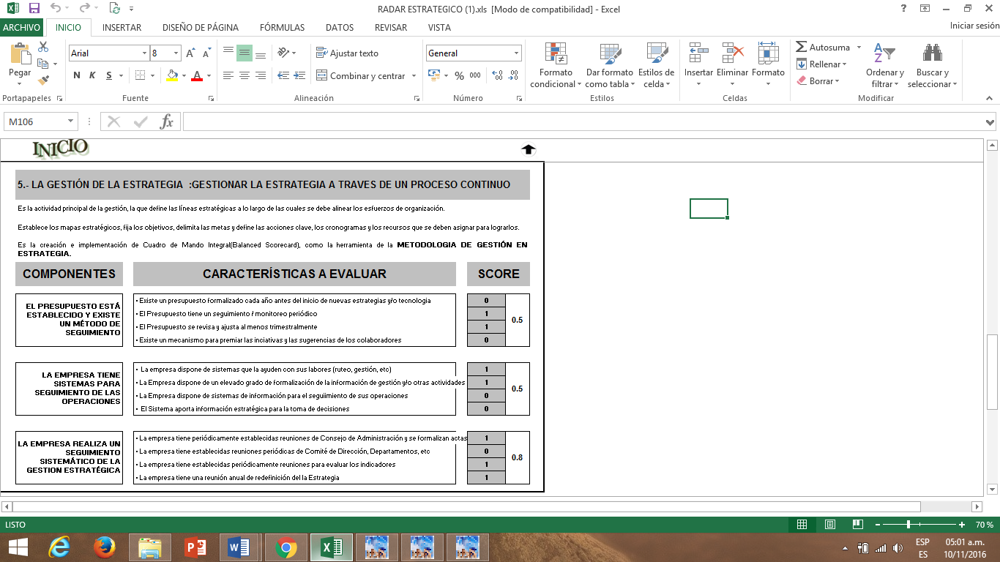 RADAR ESTRATEGICO (1).xls [Modo de compatibilidad] - Excel
ARCHIVO INICIO INSERTAR DISEÑO DE PÁGINA FÓRMULAS DATOS REVISAR VISTA Iniciar sesión
Pegar
Arial 8
N K S
Ajustar texto
Combinar y centrar
General
% 000
Formato condicional
Dar formato como tabla
Estilos de celda
Insertar Eliminar Formato
Autosuma
Rellenar
Borrar
Ordenar y filtrar
Buscar y seleccionar
Portapapeles Fuente Alineación Número Estilos Celdas Modificar
M106 fx
INICIO
5.- LA GESTIÓN DE LA ESTRATEGIA :GESTIONAR LA ESTRATEGIA A TRAVES DE UN PROCESO CONTINUO
Es la actividad principal de la gestión, la que define las líneas estratégicas a lo largo de las cuales se debe alinear los esfuerzos de organización.
Establece los mapas estratégicos, fija los objetivos, delimita las metas y define las acciones clave, los cronogramas y los recursos que se deben asignar para lograrlos.
Es la creación e implementación de Cuadro de Mando Integral(Balanced Scorecard), como la herramienta de la METODOLOGIA DE GESTIÓN EN
ESTRATEGIA.
COMPONENTES CARACTERÍSTICAS A EVALUAR SCORE
EL PRESUPUESTO ESTÁ
ESTABLECIDO Y EXISTE
UN MÉTODO DE
SEGUIMIENTO
• Existe un presupuesto formalizado cada año antes del inicio de nuevas estrategias y/o tecnologia 0
• El Presupuesto tiene un seguimiento / monitoreo periódico 1
• El Presupuesto se revisa y ajusta al menos trimestralmente 1
• Existe un mecanismo para premiar las inciativas y las sugerencias de los colaboradores 0
0.5
LA EMPRESA TIENE
SISTEMAS PARA
SEGUIMIENTO DE LAS
OPERACIONES
• La empresa dispone de sistemas que la ayuden con sus labores (ruteo, gestión, etc) 1
• La Empresa dispone de un elevado grado de formalización de la información de gestión y/o otras actividades 1
• La Empresa dispone de sistemas de información para el seguiimiento de sus operaciones 0
• El Sistema aporta información estratégica para la toma de decisiones 0
0.5
LA EMPRESA REALIZA UN
SEGUIMIENTO
SISTEMÁTICO DE LA
GESTION ESTRATÉGICA
• La empresa tiene periódicamente establecidas reuniones de Consejo de Administración y se formalizan actas 1
• La empresa tiene establecidas reuniones periódicas de Comité de Dirección, Departamentos, etc 0
• La empresa tiene establecidas periódicamente reuniones para evaluar los indicadores 1
• La empresa tiene una reunión anual de redefinición del la Estrategia 1
0.8
LISTO 70 %
ESP 05:01 a.m.
ES 10/11/2016